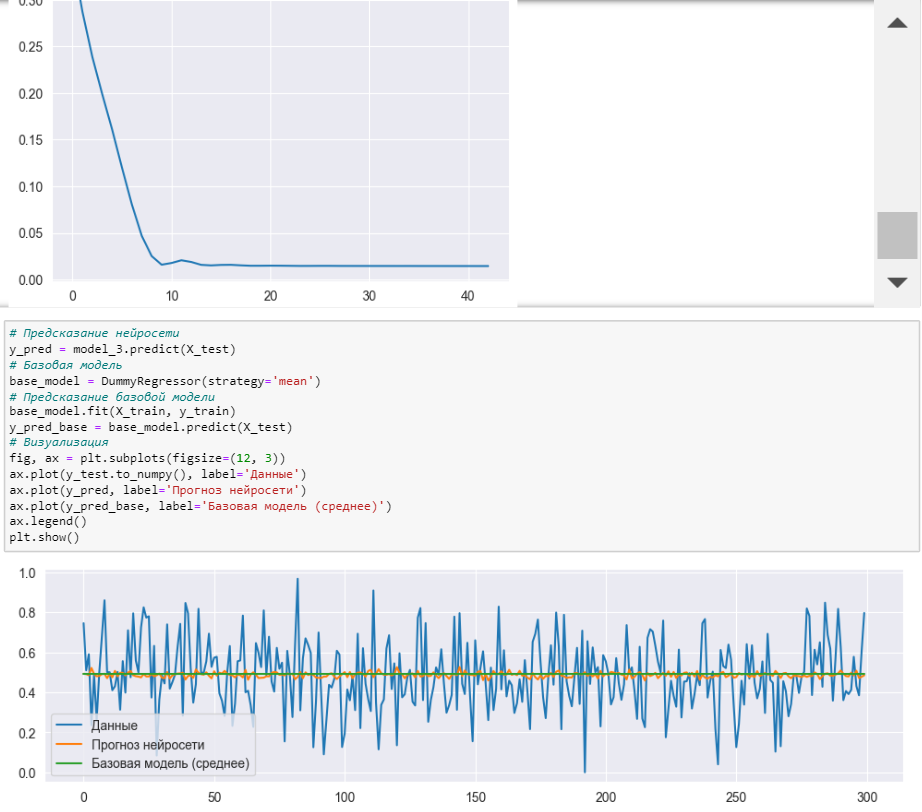 0.30
0.25
0.20
0.15
0.10
0.05
0.00
0 10 20 30 40
# Предсказание нейросети
y_pred = model_3.predict(X_test)
# Базовая модель
base_model = DummyRegressor(strategy='mean')
# Предсказание базовой модели
base_model.fit(X_train, y_train)
y_pred_base = base_model.predict(X_test)
# Визуализация
fig, ax = plt.subplots(figsize=(12, 3))
ax.plot(y_test.to_numpy(), label='Данные')
ax.plot(y_pred, label='Прогноз нейросети')
ax.plot(y_pred_base, label='Базовая модель (среднее)')
ax.legend()
plt.show()
1.0
0.8
0.6
0.4
0.2
0.0
Данные
Прогноз нейросети
Базовая модель (среднее)
0 50 100 150 200 250 300